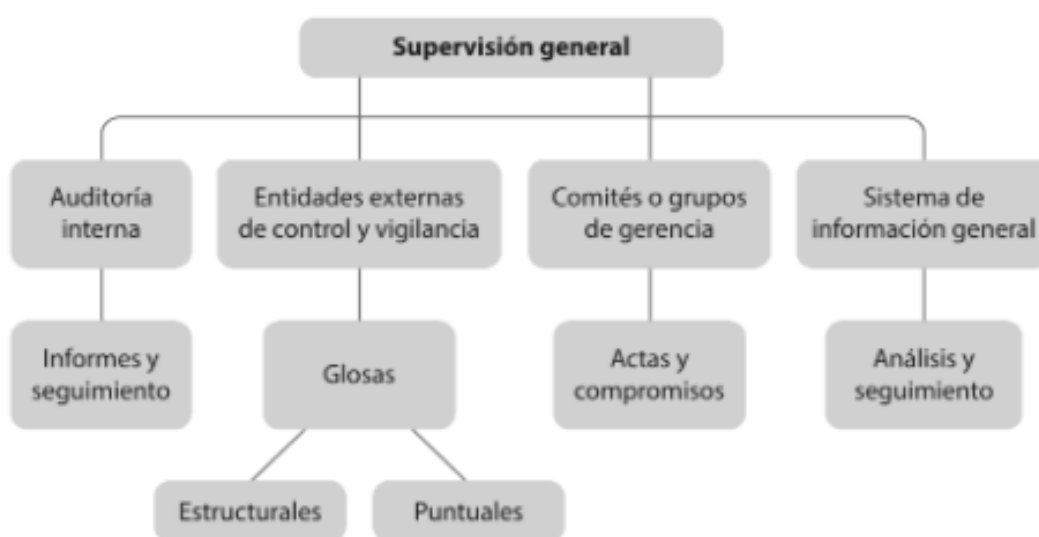 Supervisión general
Auditoría
interna
Entidades externas
de control y vigilancia
Comités o grupos
de gerencia
Sistema de
información general
Informes y
seguimiento
Glosas
Actas y
compromisos
Análisis y
seguimiento
Estructurales
Puntuales